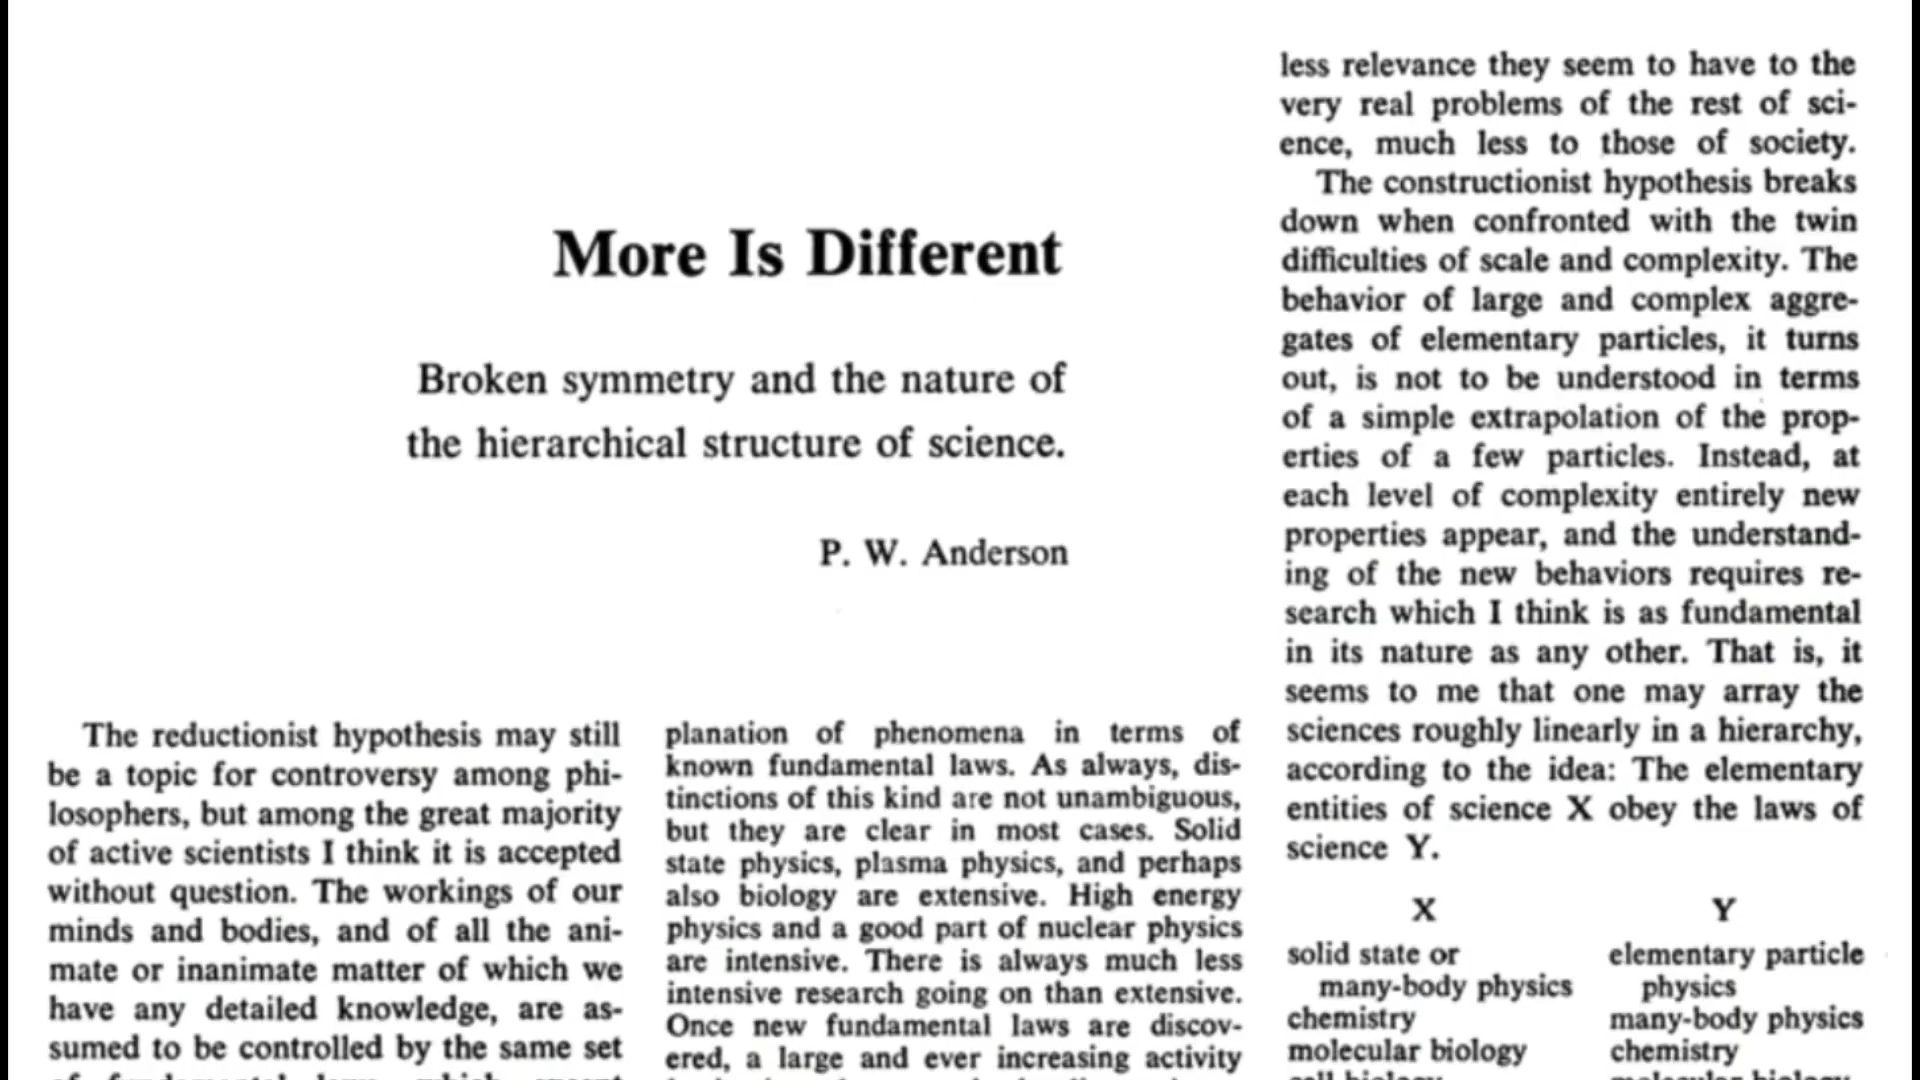 More Is Different
Broken symmetry and the nature of
the hierarchical structure of science.
P. W. Anderson
The reductionist hypothesis may still
be a topic for controversy among phi-
losophers, but among the great majority
of active scientists I think it is accepted
without question. The workings of our
minds and bodies, and of all the ani-
mate or inanimate matter of which we
have any detailed knowledge, are as-
sumed to be controlled by the same set
planation of phenomena in terms of
known fundamental laws. As always, dis-
tinctions of this kind are not unambiguous,
but they are clear in most cases. Solid
state physics, plasma physics, and perhaps
also biology are extensive. High energy
physics and a good part of nuclear physics
are intensive. There is always much less
intensive research going on than extensive.
Once new fundamental laws are discov-
ered, a large and ever increasing activity
less relevance they seem to have to the
very real problems of the rest of sci-
ence, much less to those of society.
The constructionist hypothesis breaks
down when confronted with the twin
difficulties of scale and complexity. The
behavior of large and complex aggre-
gates of elementary particles, it turns
out, is not to be understood in terms
of a simple extrapolation of the prop-
erties of a few particles. Instead, at
each level of complexity entirely new
properties appear, and the understand-
ing of the new behaviors requires re-
search which I think is as fundamental
in its nature as any other. That is, it
seems to me that one may array the
sciences roughly linearly in a hierarchy,
according to the idea: The elementary
entities of science X obey the laws of
science Y.
X Y
solid state or elementary particle
many-body physics physics
chemistry many-body physics
molecular biology chemistry